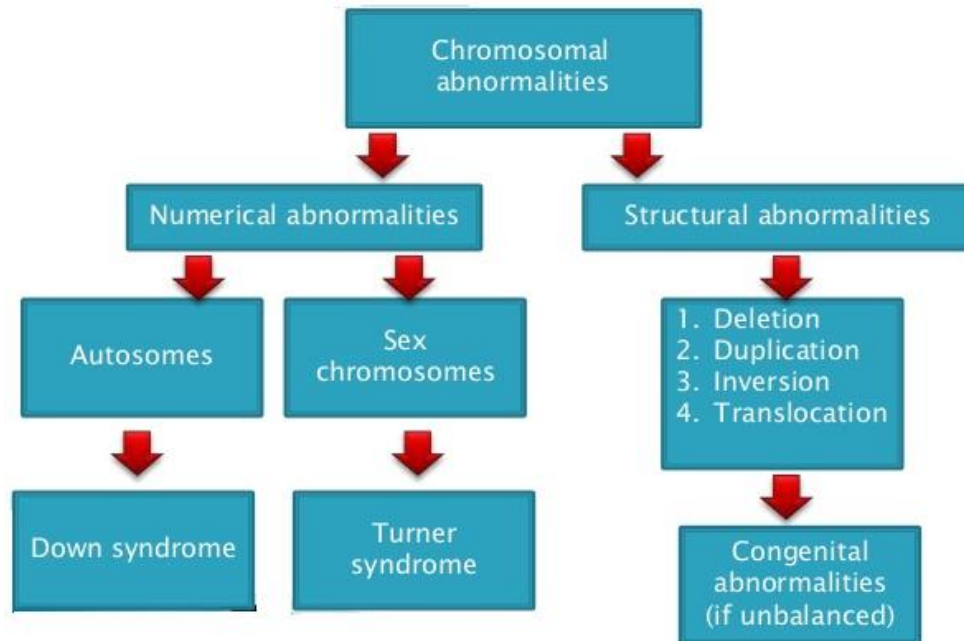 Chromosomal
abnormalities
Numerical abnormalities
Structural abnormalities
Autosomes
Sex
chromosomes
1. Deletion
2. Duplication
3. Inversion
4. Translocation
Down syndrome
Turner
syndrome
Congenital
abnormalities
(if unbalanced)